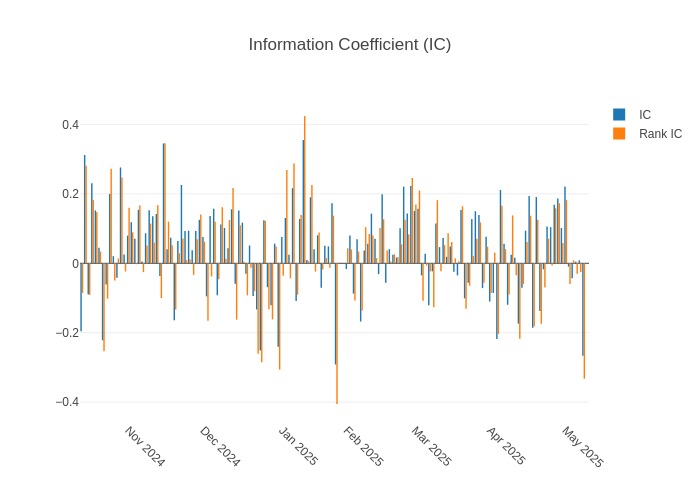 Information Coefficient (IC)
IC
Rank IC
0.4
0.2
0
−0.2
−0.4
Nov 2024
Dec 2024
Jan 2025
Feb 2025
Mar 2025
Apr 2025
May 2025